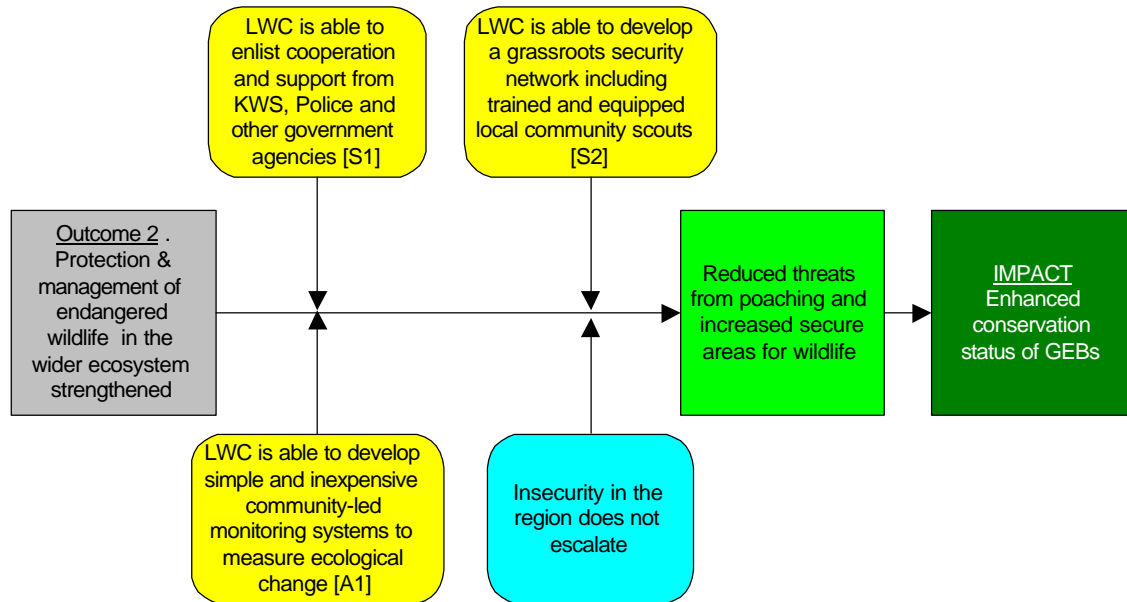 LWC is able to
enlist cooperation
and support from
KWS, Police and
other government
agencies [S1]
LWC is able to develop
a grassroots security
network including
trained and equipped
local community scouts
[S2]
Outcome 2 .
Protection &
management of
endangered
wildlife in the
wider ecosystem
strengthened
Reduced threats
from poaching and
increased secure
areas for wildlife
IMPACT
Enhanced
conservation
status of GEBs
LWC is able to develop
simple and inexpensive
community-led
monitoring systems to
measure ecological
change [A1]
Insecurity in the
region does not
escalate